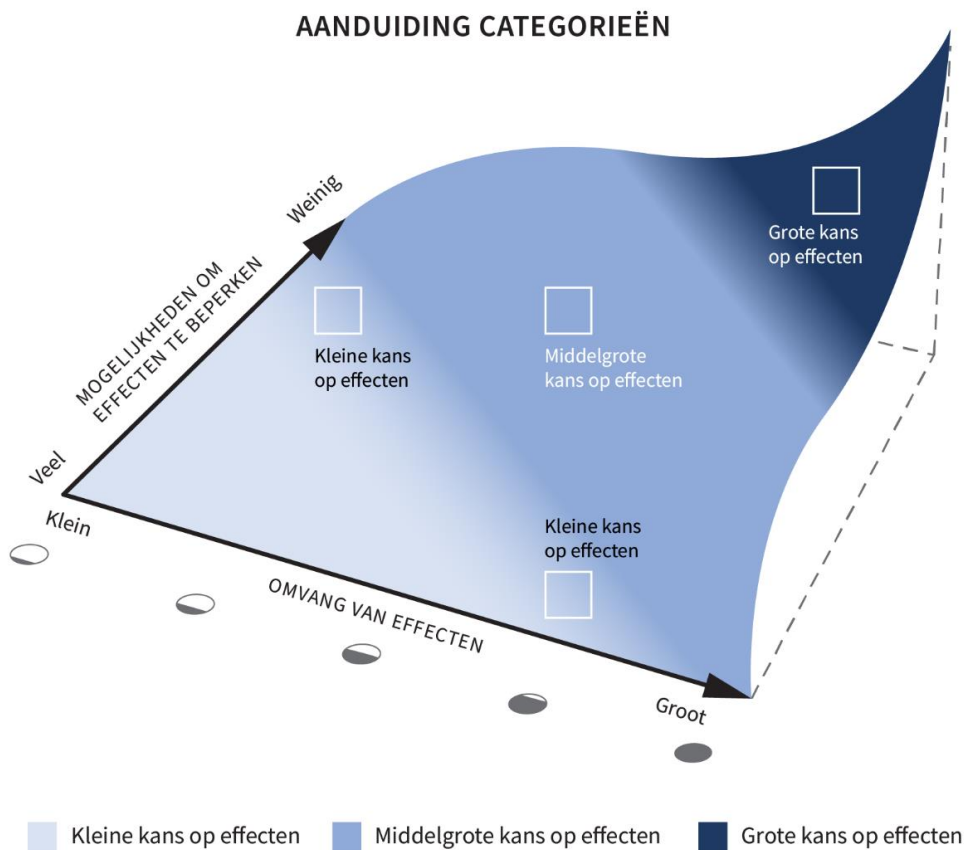 AANDUIDING CATEGORIEËN
Weinig
MOGELIJKHEDEN OM
EFFECTEN TE BEPERKEN
Veel
Grote kans
op effecten
Kleine kans
op effecten
Middelgrote
kans op effecten
Kleine kans
op effecten
Klein
OMVANG VAN EFFECTEN
Groot
Kleine kans op effecten
Middelgrote kans op effecten
Grote kans op effecten